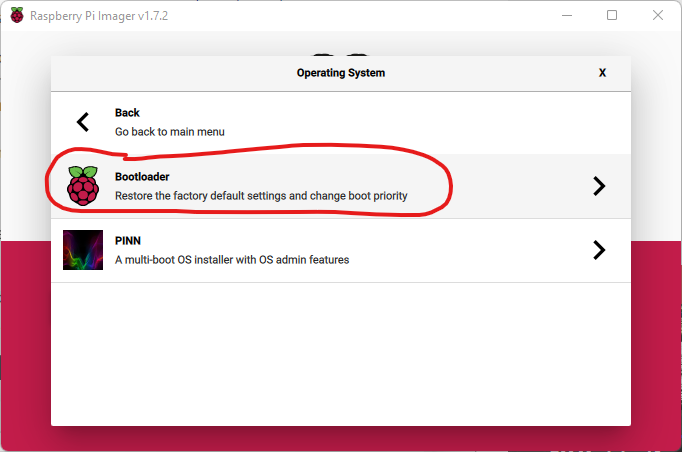 Raspberry Pi Imager v1.7.2
Operating System
X
Back
Go back to main menu
Bootloader
Restore the factory default settings and change boot priority
PINN
A multi-boot OS installer with OS admin features